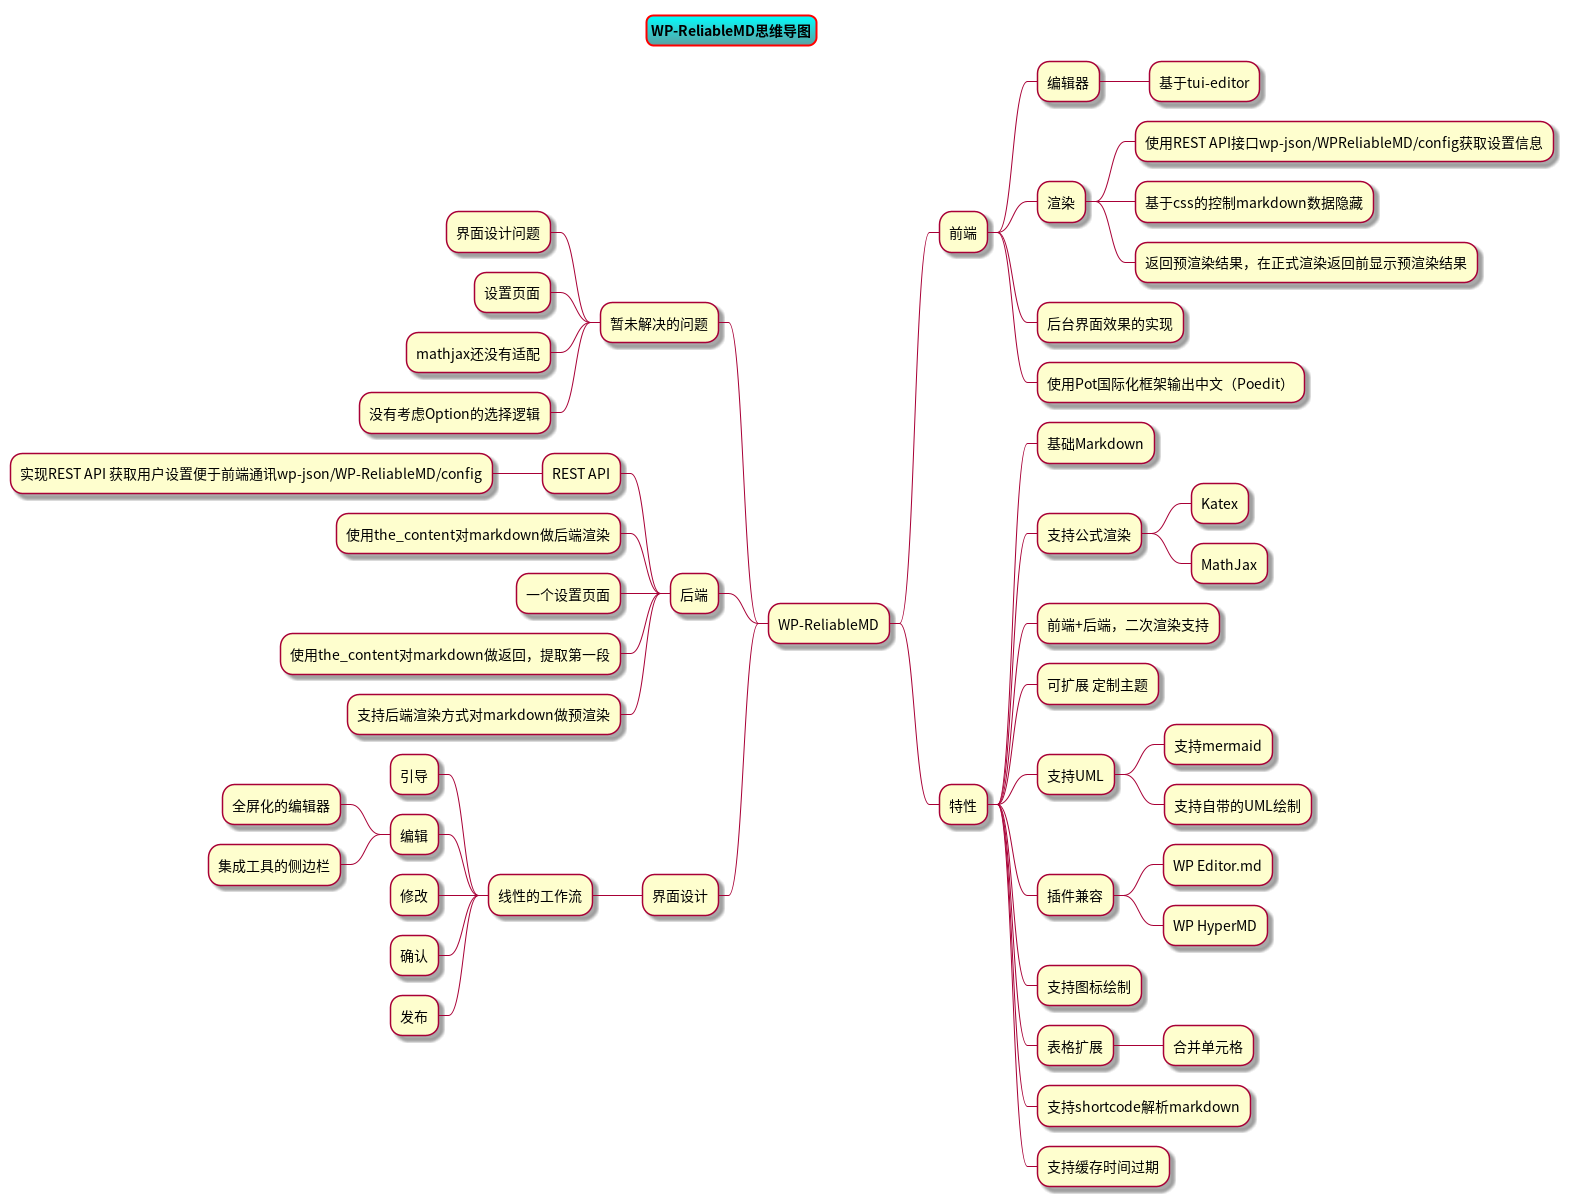 WP-ReliableMD思维导图
WP-ReliableMD
前端
编辑器
基于tui-editor
渲染
使用REST API接口wp-json/WPReliableMD/config获取设置信息
基于css的控制markdown数据隐藏
返回预渲染结果，在正式渲染返回前显示预渲染结果
后台界面效果的实现
使用Pot国际化框架输出中文（Poedit）
特性
基础Markdown
支持公式渲染
Katex
MathJax
前端+后端，二次渲染支持
可扩展 定制主题
支持UML
支持mermaid
支持自带的UML绘制
插件兼容
WP Editor.md
WP HyperMD
支持图标绘制
表格扩展
合并单元格
支持shortcode解析markdown
支持缓存时间过期
暂未解决的问题
界面设计问题
设置页面
mathjax还没有适配
没有考虑Option的选择逻辑
后端
REST API
实现REST API 获取用户设置便于前端通讯wp-json/WP-ReliableMD/config
使用the_content对markdown做后端渲染
一个设置页面
使用the_content对markdown做返回，提取第一段
支持后端渲染方式对markdown做预渲染
界面设计
线性的工作流
引导
编辑
全屏化的编辑器
集成工具的侧边栏
修改
确认
发布